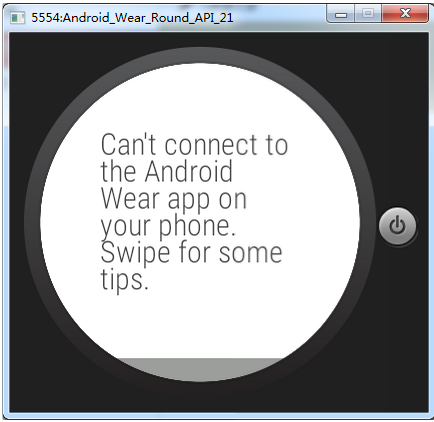 5554:Android_Wear_Round_API_21
Can't connect to
the Android
Wear app on
your phone.
Swipe for some
tips.